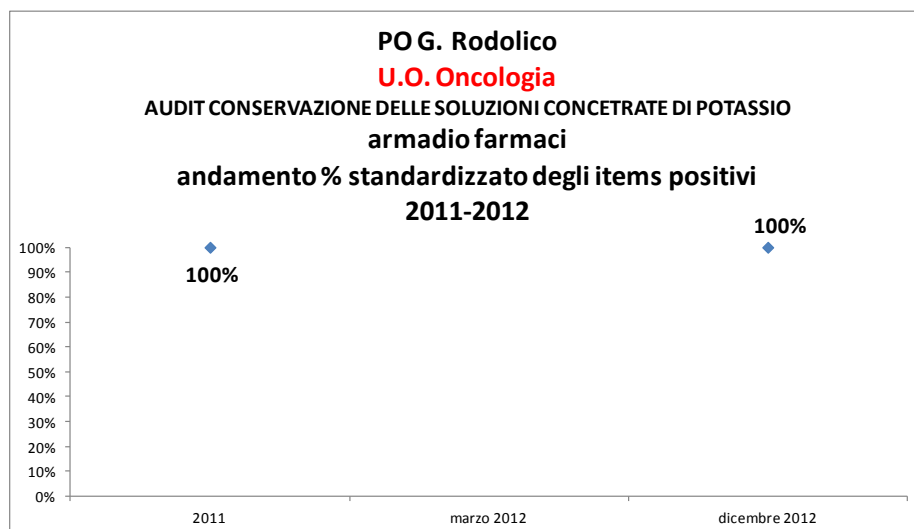 PO G. Rodolico
U.O. Oncologia
AUDIT CONSERVAZIONE DELLE SOLUZIONI CONCETRATE DI POTASSIO
armadio farmaci
andamento % standardizzato degli items positivi
2011-2012
100%
100%
100%
90%
80%
70%
60%
50%
40%
30%
20%
10%
0%
2011 marzo 2012 dicembre 2012